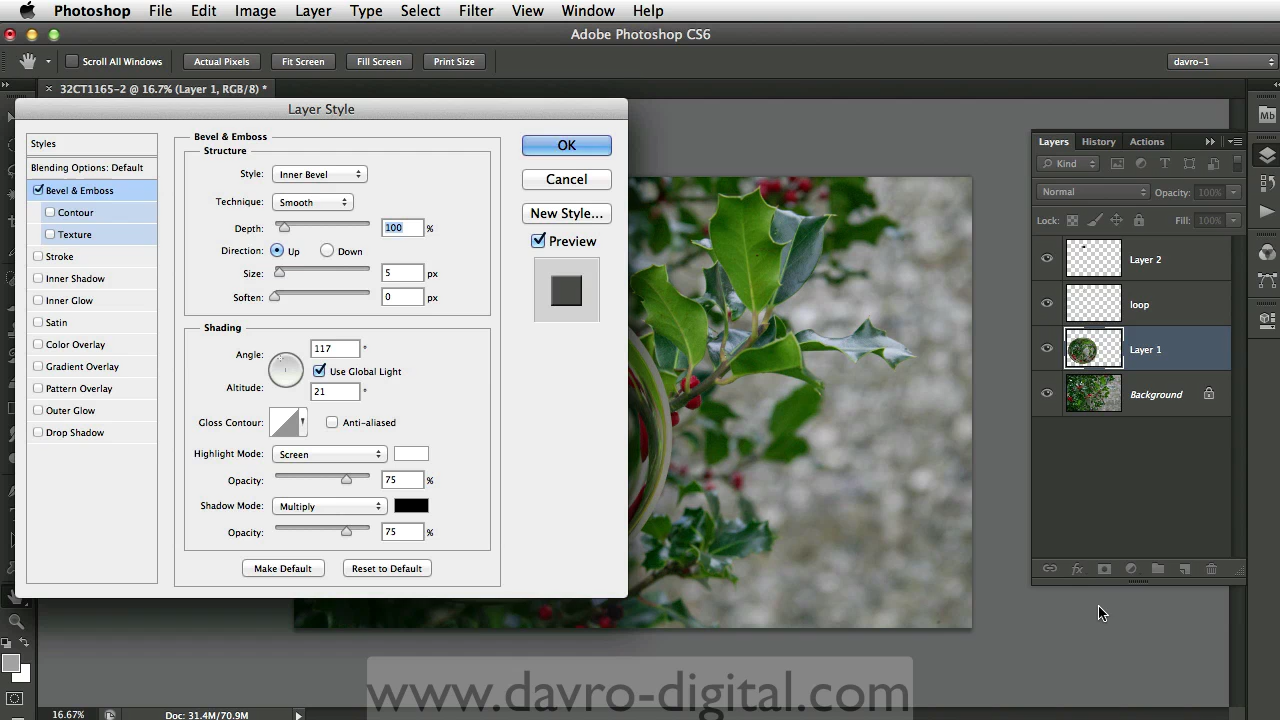 Photoshop File Edit Image Layer Type Select Filter View Window Help
Adobe Photoshop CS6
Scroll All Windows Actual Pixels Fit Screen Fill Screen Print Size davro-1
32CT1165-2 @ 16.7% (Layer 1, RGB/8) *
Layer Style
Styles
Blending Options: Default
Bevel & Emboss
Contour
Texture
Stroke
Inner Shadow
Inner Glow
Satin
Color Overlay
Gradient Overlay
Pattern Overlay
Outer Glow
Drop Shadow
Bevel & Emboss
Structure
Style: Inner Bevel
Technique: Smooth
Depth: 100 %
Direction: Up Down
Size: 5 px
Soften: 0 px
Shading
Angle: 117 °
Use Global Light
Altitude: 21 °
Gloss Contour: Anti-aliased
Highlight Mode: Screen
Opacity: 75 %
Shadow Mode: Multiply
Opacity: 75 %
Make Default Reset to Default
OK
Cancel
New Style...
Preview
Layers History Actions
Kind
Normal Opacity: 100%
Lock: Fill: 100%
Layer 2
loop
Layer 1
Background
fx
Mb
www.davro-digital.com
16.67% Doc: 31.4M/70.9M